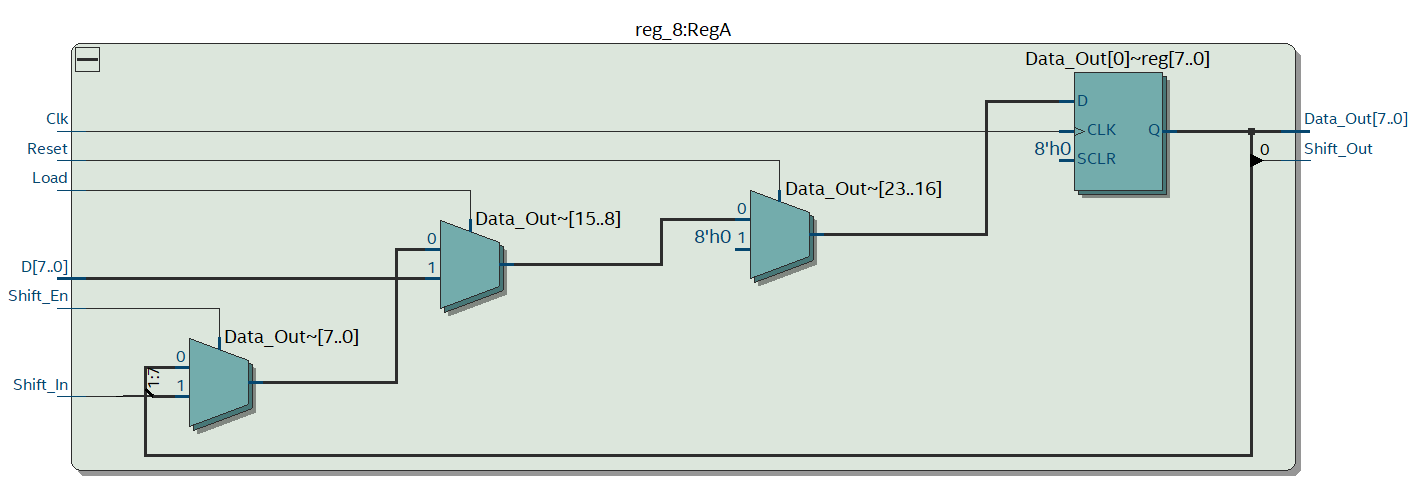 reg_8:RegA
Data_Out[0]~reg[7..0]
D
Clk
CLK
Q
Data_Out[7..0]
Reset
8'h0
SCLR
0
Shift_Out
Load
Data_Out~[23..16]
0
8'h0
1
Data_Out~[15..8]
0
D[7..0]
1
Shift_En
Data_Out~[7..0]
0
1:7
Shift_In
1